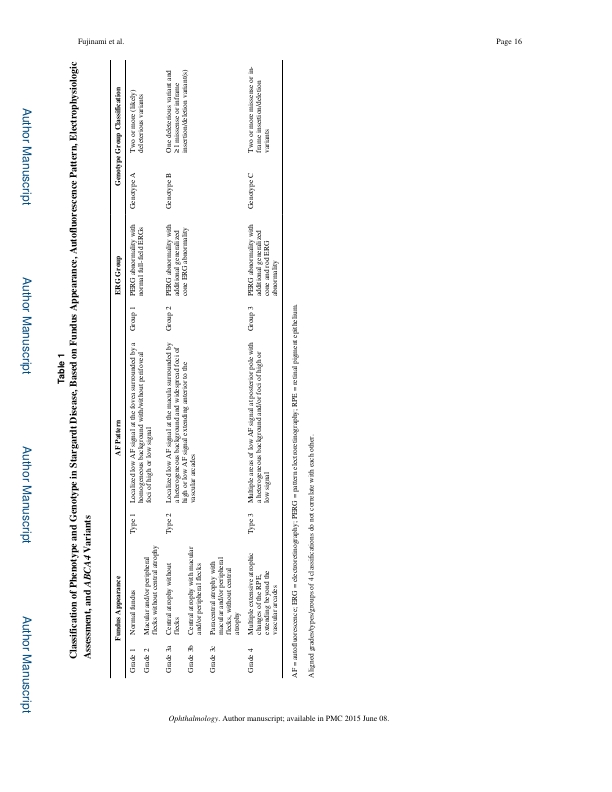 Fujinami et al.
Page 16
Author Manuscript
Author Manuscript
Author Manuscript
Author Manuscript
Table 1
Classification of Phenotype and Genotype in Stargardt Disease, Based on Fundus Appearance, Autofluorescence Pattern, Electrophysiologic
Assessment, and ABCA4 Variants
Fundus Appearance
AF Pattern
ERG Group
Genotype Group Classification
Grade 1
Normal fundus
Type 1
Localized low AF signal at the fovea surrounded by a
homogeneous background with/without perifoveal
foci of high or low signal
Group 1
PERG abnormality with
normal full-field ERGs
Genotype A
Two or more (likely)
deleterious variants
Grade 2
Macular and/or peripheral
flecks without central atrophy
Grade 3a
Central atrophy without
flecks
Type 2
Localized low AF signal at the macula surrounded by
a heterogeneous background and widespread foci of
high or low AF signal extending anterior to the
vascular arcades
Group 2
PERG abnormality with
additional generalized
cone ERG abnormality
Genotype B
One deleterious variant and
≥1 missense or inframe
insertion/deletion variant(s)
Grade 3b
Central atrophy with macular
and/or peripheral flecks
Grade 3c
Paracentral atrophy with
macular and/or peripheral
flecks, without central
atrophy
Grade 4
Multiple extensive atrophic
changes of the RPE,
extending beyond the
vascular arcades
Type 3
Multiple areas of low AF signal at posterior pole with
a heterogeneous background and/or foci of high or
low signal
Group 3
PERG abnormality with
additional generalized
cone and rod ERG
abnormality
Genotype C
Two or more missense or in-
frame insertion/deletion
variants
AF = autofluorescence; ERG = electroretinography; PERG = pattern electroretinography; RPE = retinal pigment epithelium.
Aligned grades/types/groups of 4 classifications do not correlate with each other.
Ophthalmology. Author manuscript; available in PMC 2015 June 08.